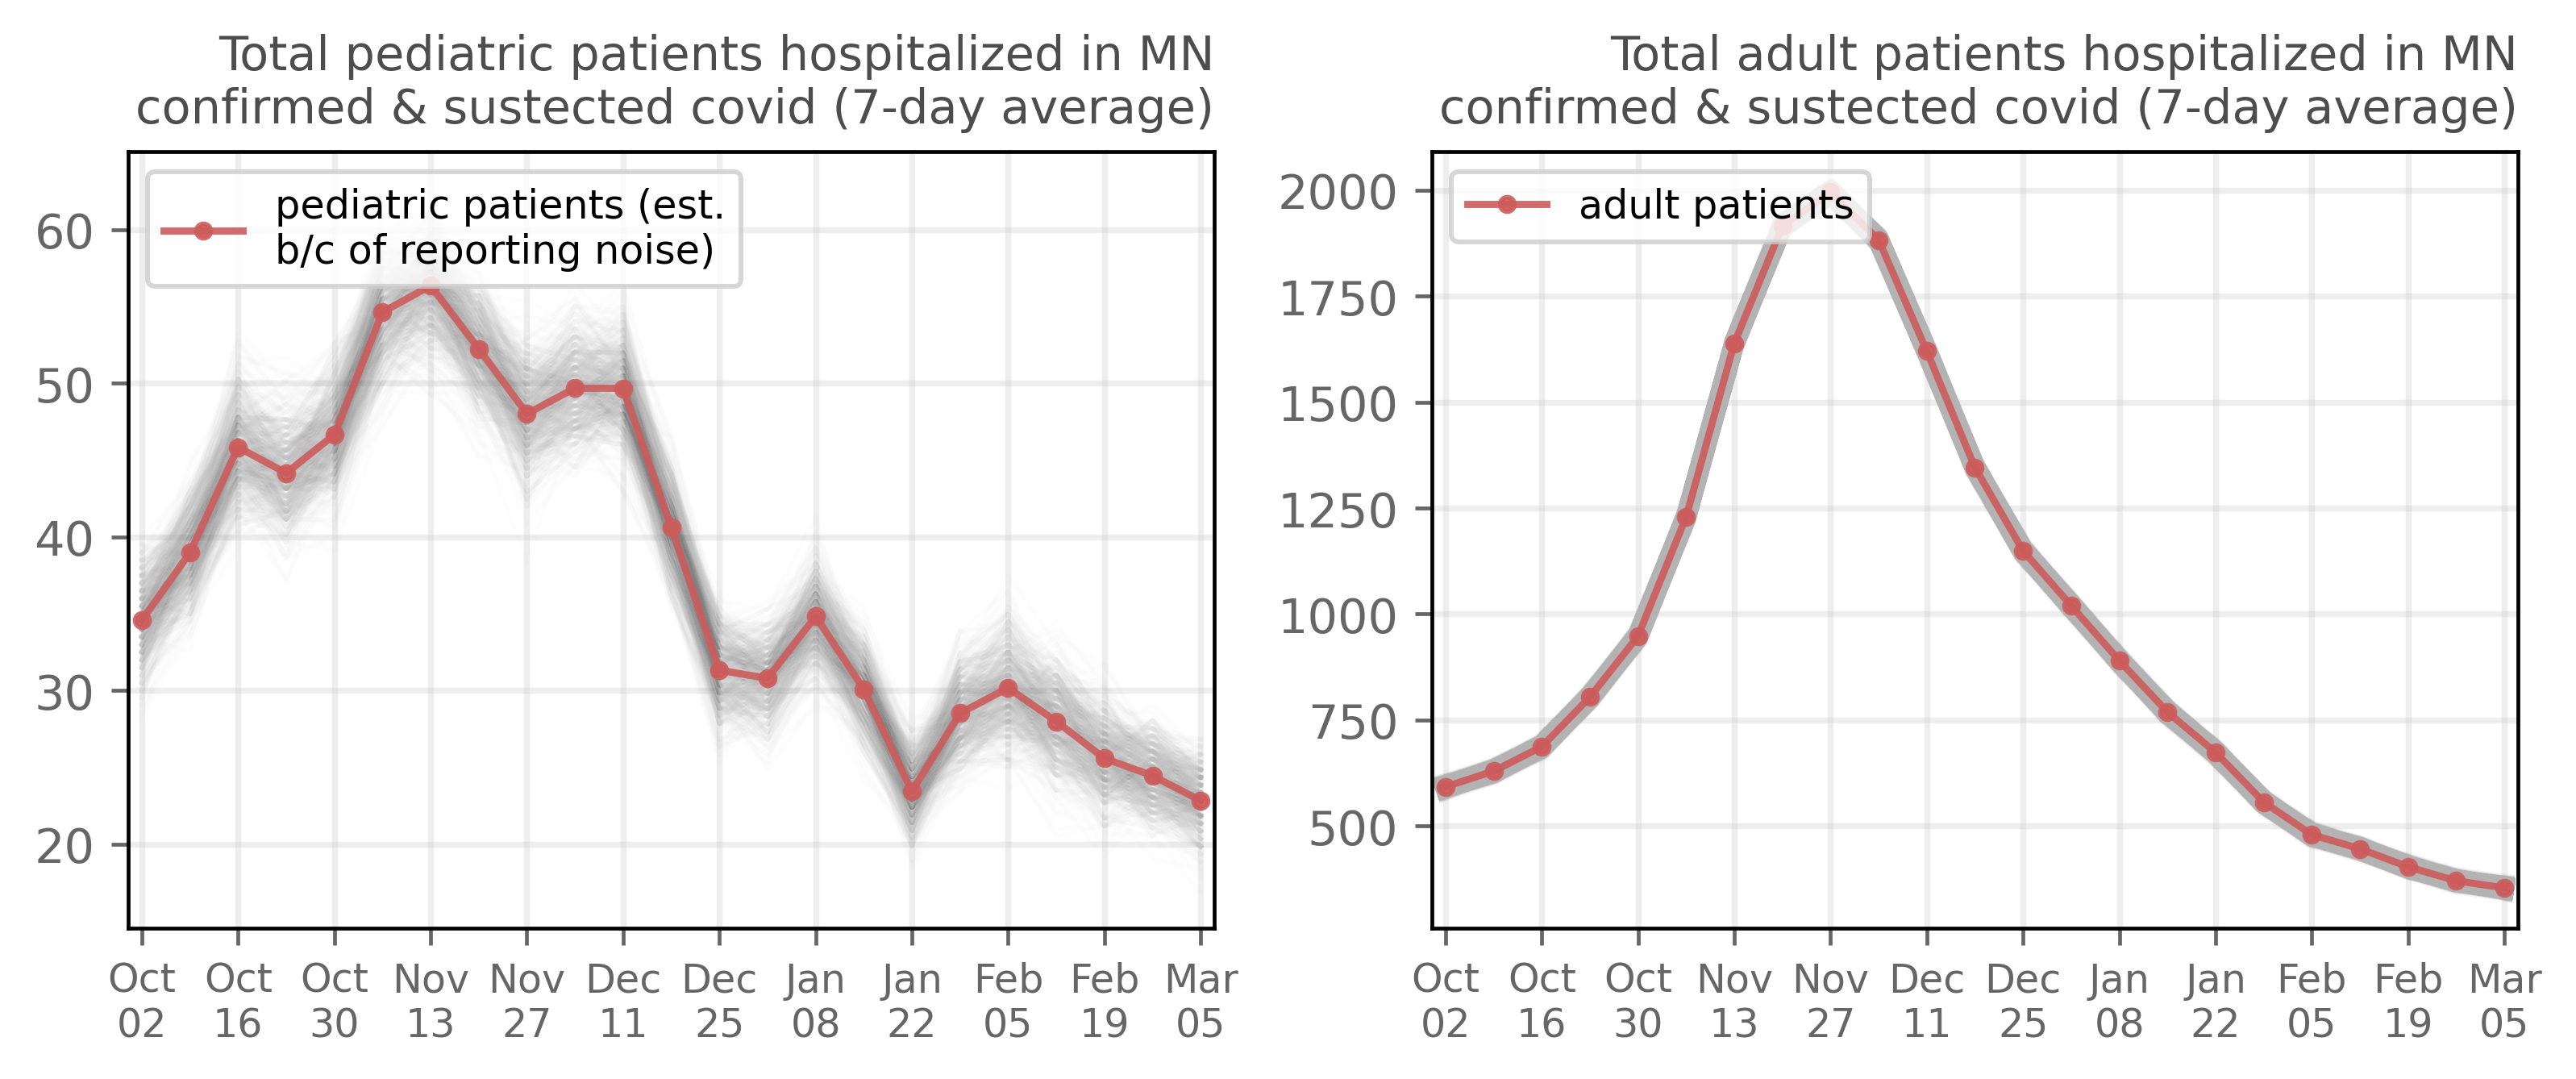 Total pediatric patients hospitalized in MN
confirmed & sustected covid (7-day average)
pediatric patients (est.
b/c of reporting noise)
60
50
40
30
20
Oct Oct Oct Nov Nov Dec Dec Jan Jan Feb Feb Mar
02 16 30 13 27 11 25 08 22 05 19 05
Total adult patients hospitalized in MN
confirmed & sustected covid (7-day average)
adult patients
2000
1750
1500
1250
1000
750
500
Oct Oct Oct Nov Nov Dec Dec Jan Jan Feb Feb Mar
02 16 30 13 27 11 25 08 22 05 19 05